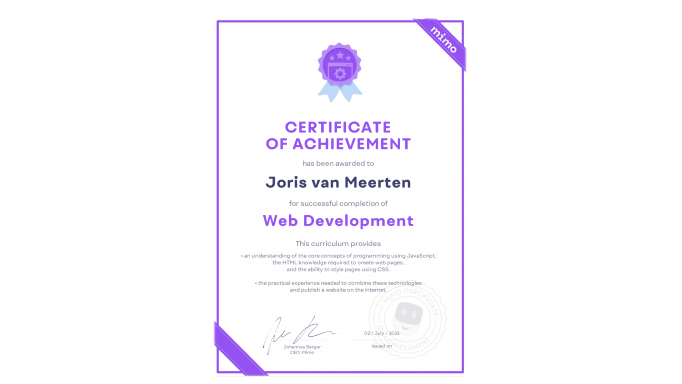 mimo
CERTIFICATE
OF ACHIEVEMENT
has been awarded to
Joris van Meerten
for successful completion of
Web Development
This curriculum provides
• an understanding of the core concepts of programming using JavaScript,
the HTML knowledge required to create web pages,
and the ability to style pages using CSS.
• the practical experience needed to combine these technologies
and publish a website on the internet.
02 / July / 2021
Johannes Berger
Issued on
CEO, Mimo